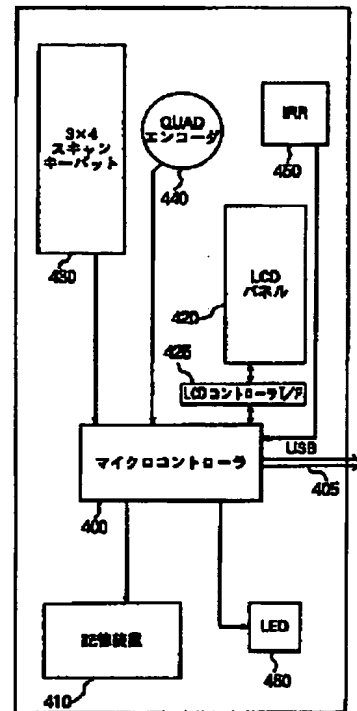 3×4
スキャン
キーパット
430
QUAD
エンコーダ
440
IRR
450
LCD
パネル
420
425
LCDコントローラI/F
マイクロコントローラ
400
USB
405
記憶装置
410
LED
460